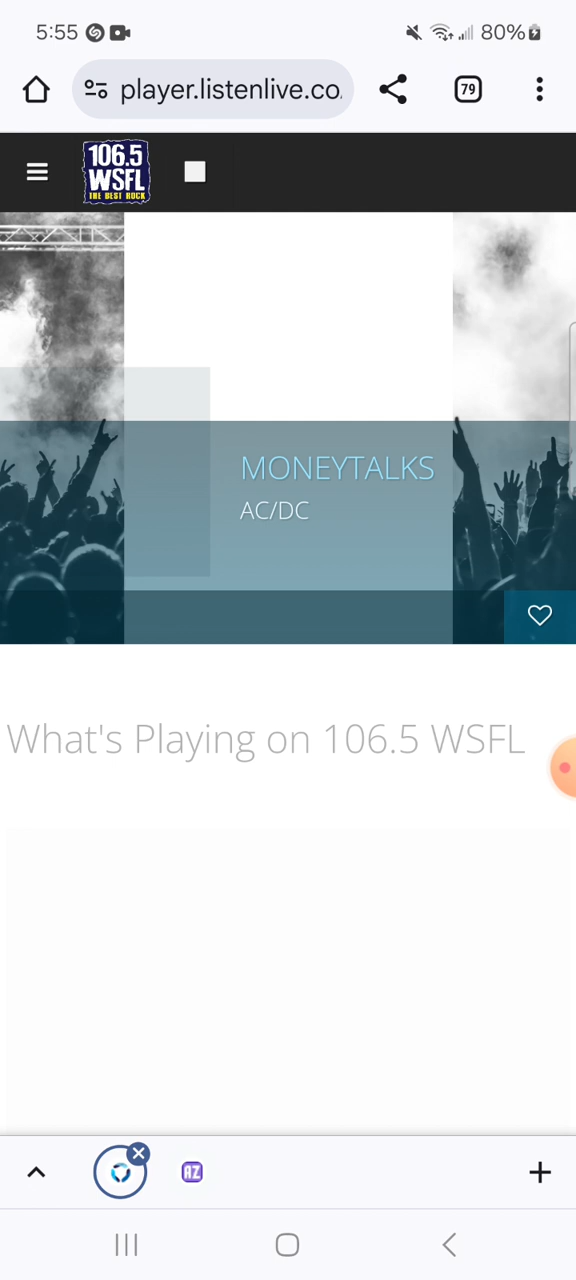 5:55
80%
player.listenlive.co
79
106.5
WSFL
THE BEST ROCK
MONEYTALKS
AC/DC
What's Playing on 106.5 WSFL
AZ